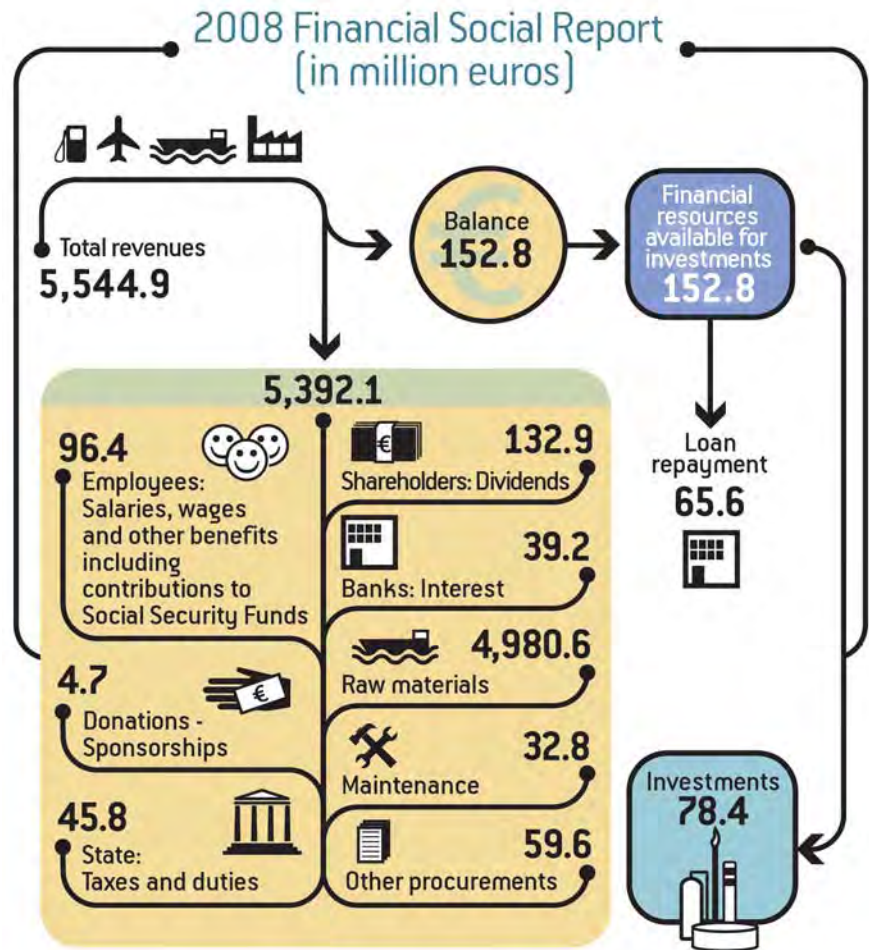 2008 Financial Social Report
(in million euros)
Total revenues
5,544.9
Balance
152.8
Financial
resources
available for
investments
152.8
5,392.1
96.4
Employees:
Salaries, wages
and other benefits
including
contributions to
Social Security Funds
4.7
Donations -
Sponsorships
45.8
State:
Taxes and duties
€
132.9
Shareholders: Dividends
39.2
Banks: Interest
4,980.6
Raw materials
32.8
Maintenance
59.6
Other procurements
€
€
Loan
repayment
65.6
Investments
78.4